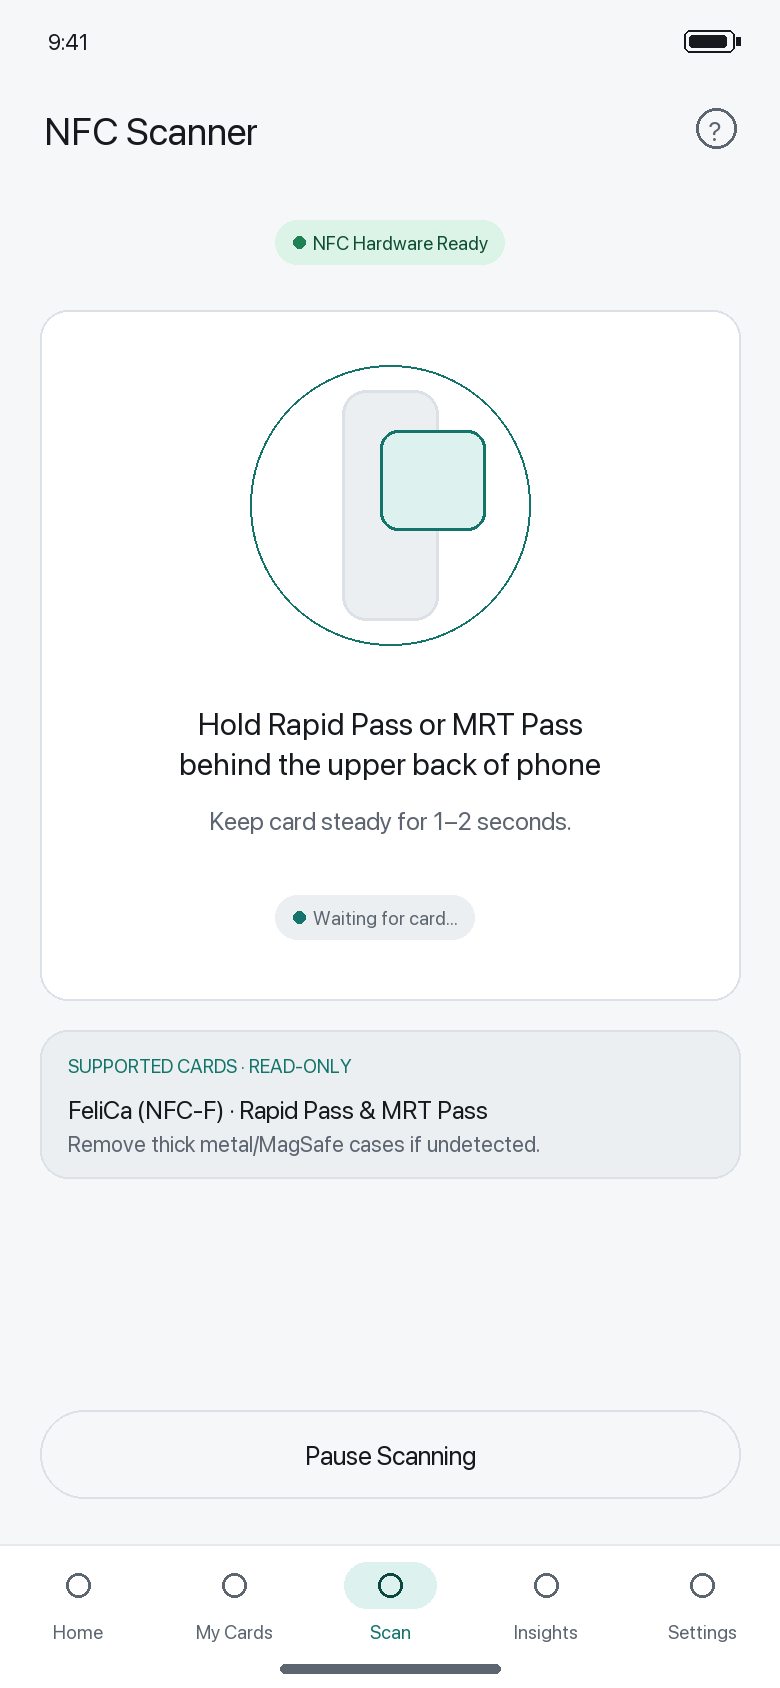 9:41
NFC Scanner
?
NFC Hardware Ready
Hold Rapid Pass or MRT Pass
behind the upper back of phone
Keep card steady for 1–2 seconds.
Waiting for card...
SUPPORTED CARDS · READ-ONLY
FeliCa (NFC-F) · Rapid Pass & MRT Pass
Remove thick metal/MagSafe cases if undetected.
Pause Scanning
Home
My Cards
Scan
Insights
Settings